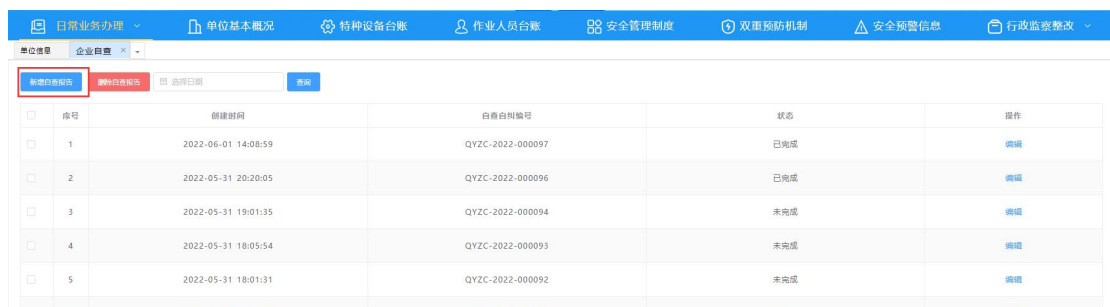 日常业务办理 单位基本概况 特种设备台账 作业人员台账 安全管理制度 双重预防机制 安全预警信息 行政监察整改
单位信息 企业自查 ×
新增自查报告 删除自查报告 选择日期 查询
序号 创建时间 自查自纠编号 状态 操作
1 2022-06-01 14:08:59 QYZC-2022-000097 已完成 编辑
2 2022-05-31 20:20:05 QYZC-2022-000096 已完成 编辑
3 2022-05-31 19:01:35 QYZC-2022-000094 未完成 编辑
4 2022-05-31 18:05:54 QYZC-2022-000093 未完成 编辑
5 2022-05-31 18:01:31 QYZC-2022-000092 未完成 编辑